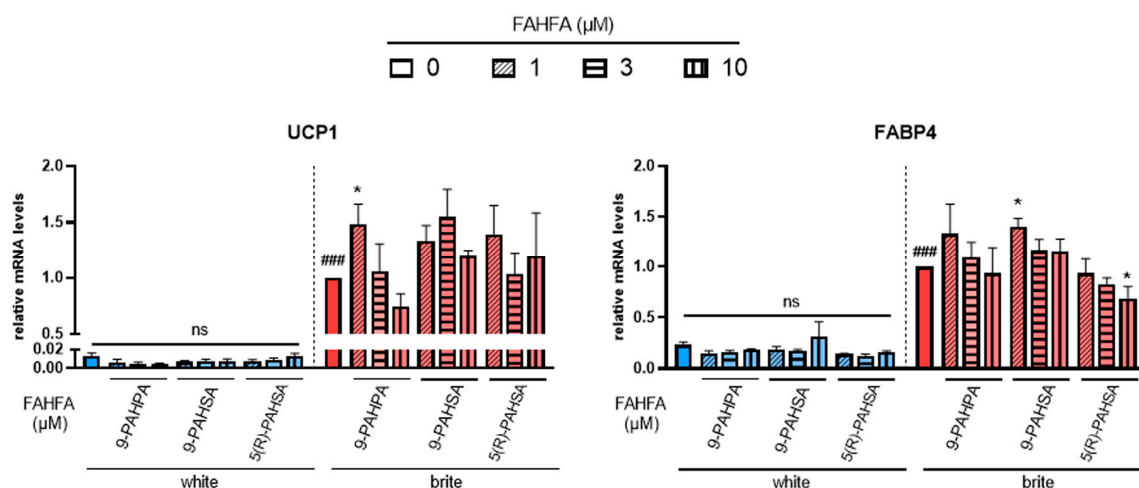 FAHFA (µM)
0 1 3 10
UCP1
relative mRNA levels
2.0
1.5
1.0
0.5
0.02
0.00
ns
###
*
FAHFA
(µM)
9-PAHPA
9-PAHSA
5(R)-PAHSA
9-PAHPA
9-PAHSA
5(R)-PAHSA
white brite
FABP4
relative mRNA levels
2.0
1.5
1.0
0.5
0.0
ns
###
*
*
FAHFA
(µM)
9-PAHPA
9-PAHSA
5(R)-PAHSA
9-PAHPA
9-PAHSA
5(R)-PAHSA
white brite